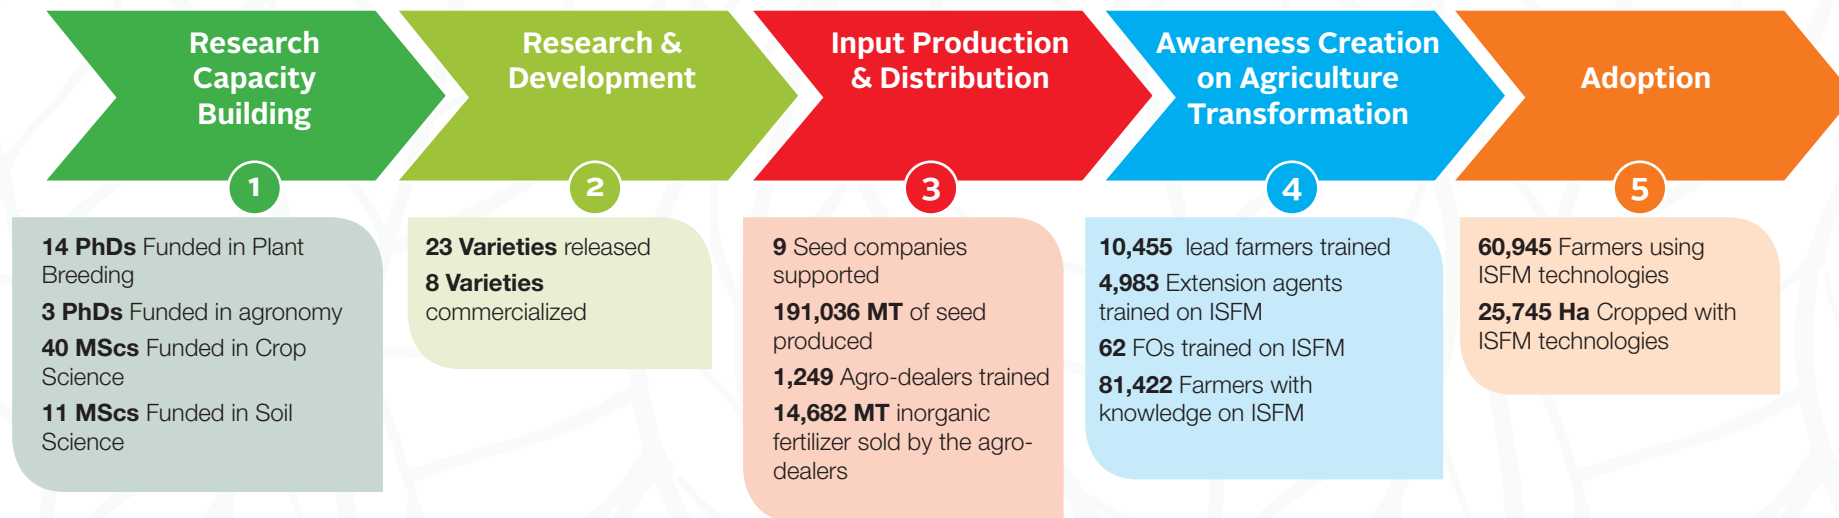 Research
Capacity
Building
1
14 PhDs Funded in Plant
Breeding
3 PhDs Funded in agronomy
40 MScs Funded in Crop
Science
11 MScs Funded in Soil
Science
Research &
Development
2
23 Varieties released
8 Varieties
commercialized
Input Production
& Distribution
3
9 Seed companies
supported
191,036 MT of seed
produced
1,249 Agro-dealers trained
14,682 MT inorganic
fertilizer sold by the agro-
dealers
Awareness Creation
on Agriculture
Transformation
4
10,455 lead farmers trained
4,983 Extension agents
trained on ISFM
62 FOs trained on ISFM
81,422 Farmers with
knowledge on ISFM
Adoption
5
60,945 Farmers using
ISFM technologies
25,745 Ha Cropped with
ISFM technologies